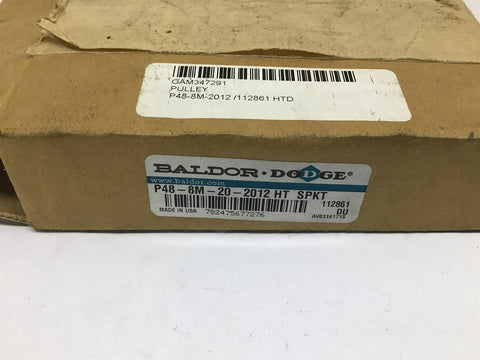 GAM347291
PULLEY
P48-8M-2012 /112861 HTD
BALDOR · DODGE®
www.baldor.com
P48-8M-20-2012 HT SPKT
112861
MADE IN USA 782475677276 DU
AV83161715